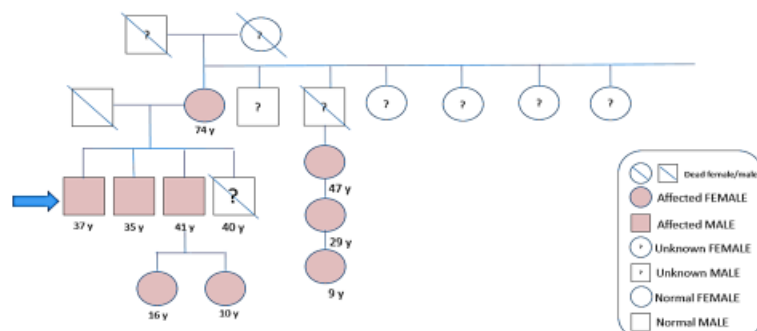 ? ?
? ? ? ? ? ?
74 y
?
37 y 35 y 41 y 40 y
47 y
29 y
9 y
16 y 10 y
Dead female/male
Affected FEMALE
Affected MALE
? Unknown FEMALE
? Unknown MALE
Normal FEMALE
Normal MALE